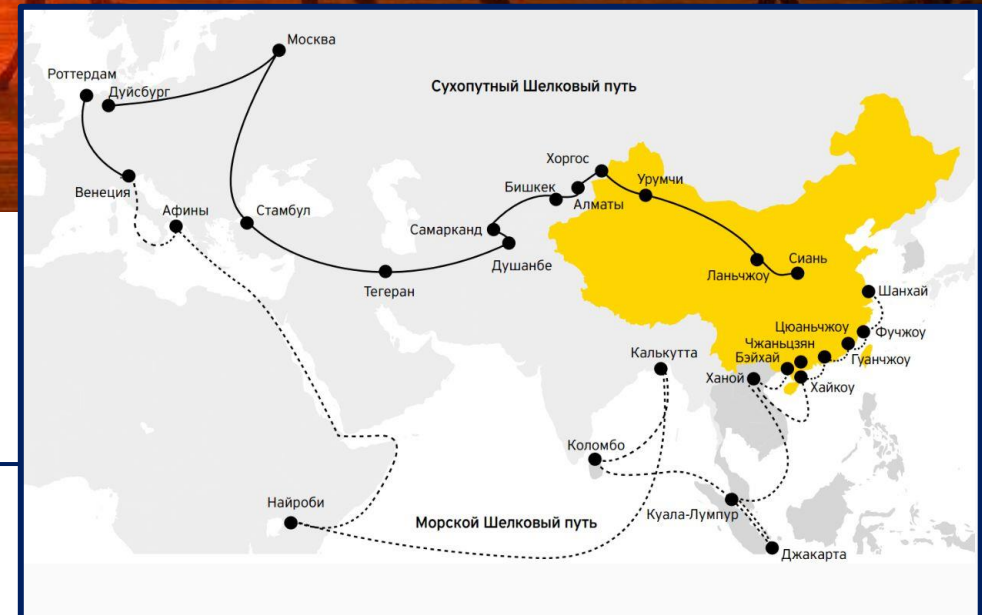 Москва
Роттердам
Дуйсбург
Сухопутный Шелковый путь
Хоргос
Бишкек
Урумчи
Венеция
Алматы
Афины
Стамбул
Самарканд
Душанбе
Сиань
Ланьчжоу
Тегеран
Шанхай
Цюаньчжоу
Фучжоу
Чжаньцзян
Калькутта
Бэйхай
Гуанчжоу
Ханой
Хайкоу
Коломбо
Найроби
Куала-Лумпур
Морской Шелковый путь
Джакарта